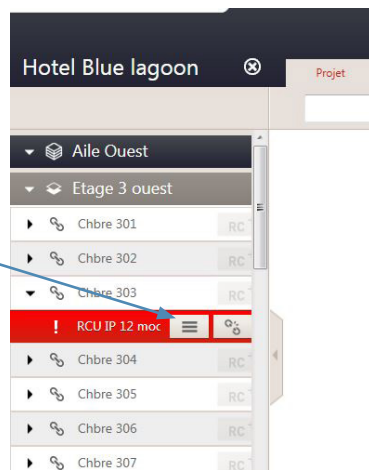 Hotel Blue lagoon
Projet
Aile Ouest
Etage 3 ouest
Chbre 301 RC
Chbre 302 RC
Chbre 303 RC
! RCU IP 12 moc
Chbre 304 RC
Chbre 305 RC
Chbre 306 RC
Chbre 307 RC